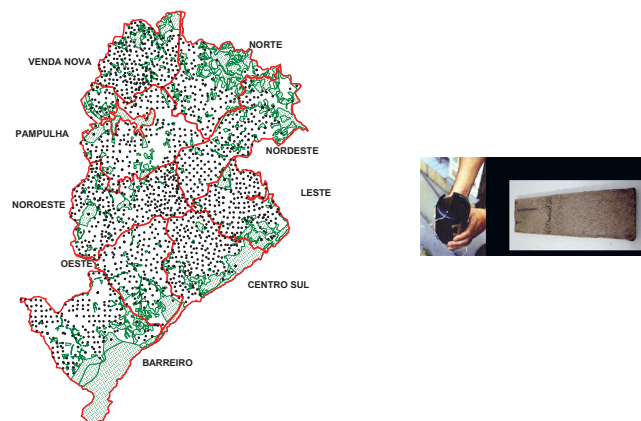 NORTE
VENDA NOVA
PAMPULHA
NORDESTE
LESTE
NOROESTE
OESTE
CENTRO SUL
BARREIRO